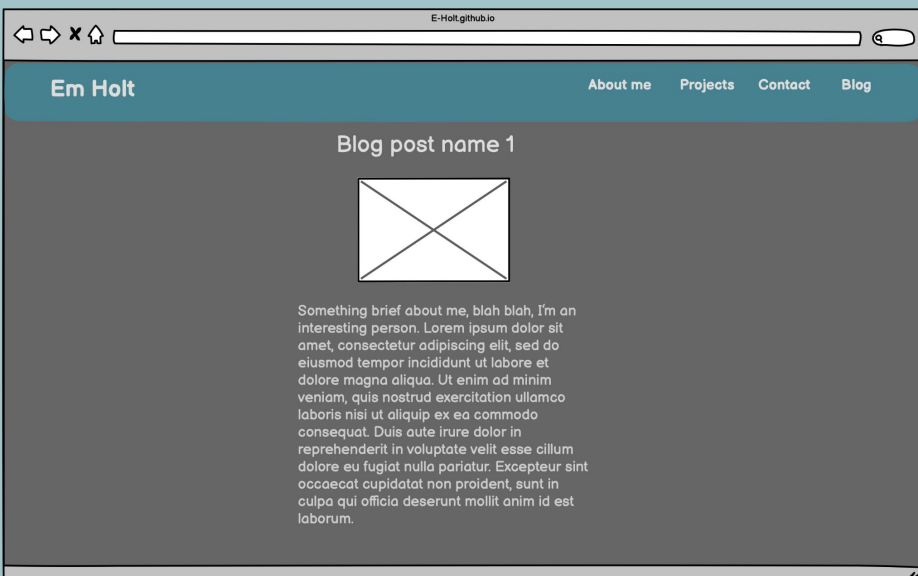 E-Holt.github.io
Em Holt
About me
Projects
Contact
Blog
Blog post name 1
Something brief about me, blah blah, I'm an
interesting person. Lorem ipsum dolor sit
amet, consectetur adipiscing elit, sed do
eiusmod tempor incididunt ut labore et
dolore magna aliqua. Ut enim ad minim
veniam, quis nostrud exercitation ullamco
laboris nisi ut aliquip ex ea commodo
consequat. Duis aute irure dolor in
reprehenderit in voluptate velit esse cillum
dolore eu fugiat nulla pariatur. Excepteur sint
occaecat cupidatat non proident, sunt in
culpa qui officia deserunt mollit anim id est
laborum.